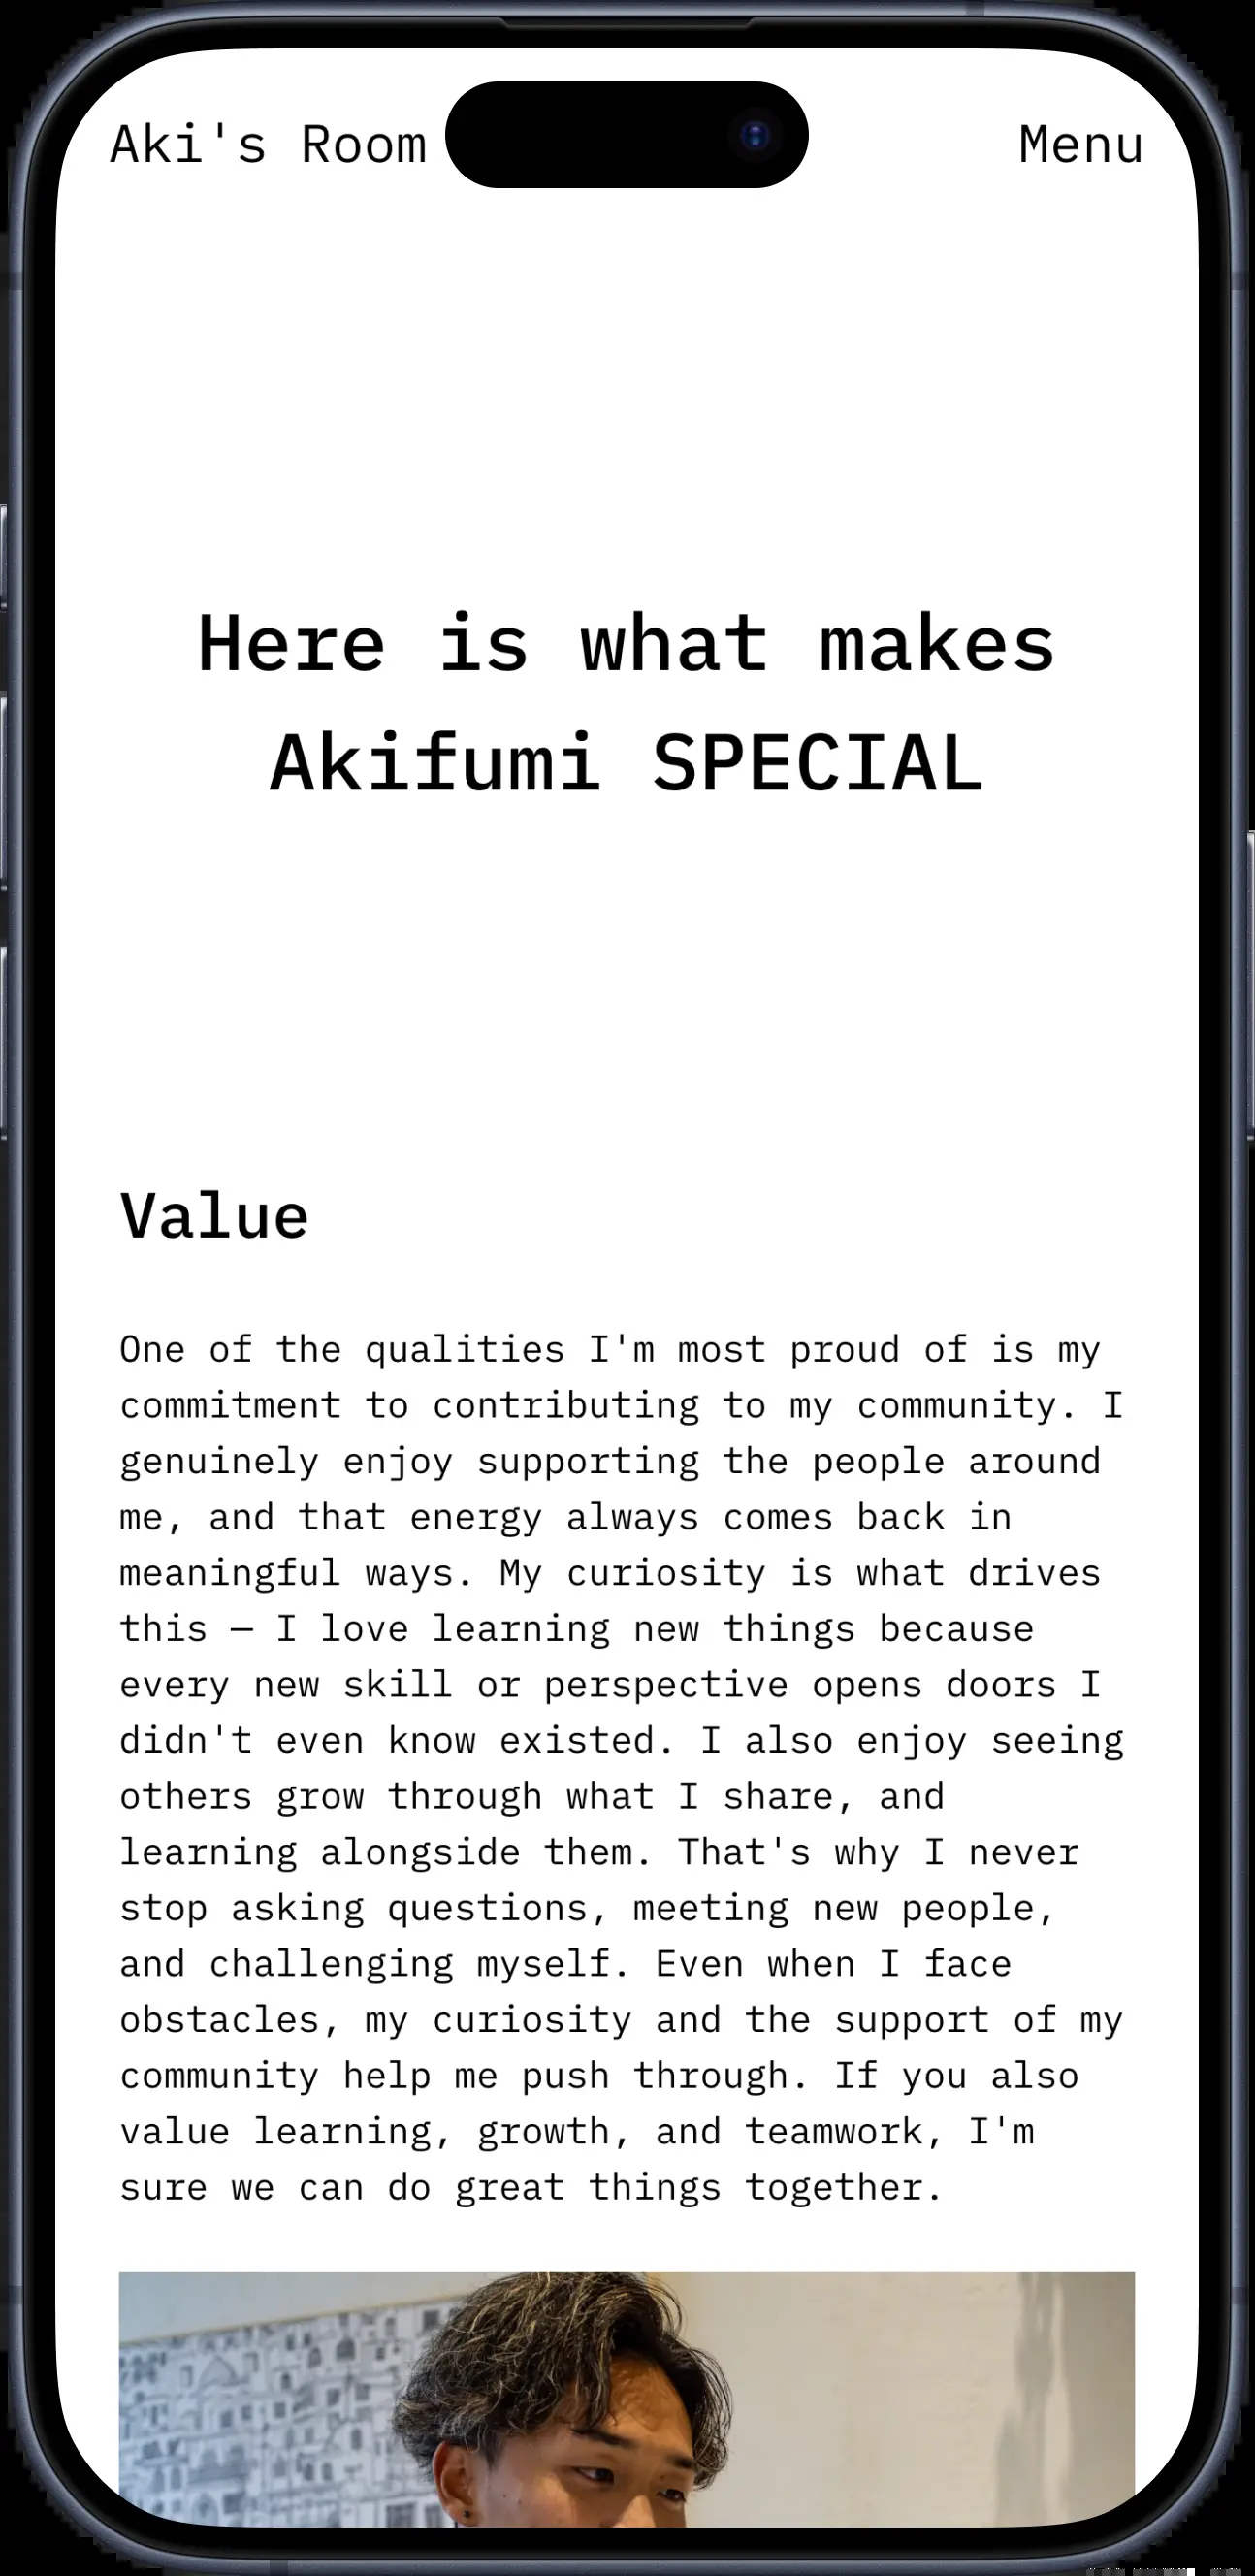 Aki's Room
Menu
Here is what makes
Akifumi SPECIAL
Value
One of the qualities I'm most proud of is my
commitment to contributing to my community. I
genuinely enjoy supporting the people around
me, and that energy always comes back in
meaningful ways. My curiosity is what drives
this — I love learning new things because
every new skill or perspective opens doors I
didn't even know existed. I also enjoy seeing
others grow through what I share, and
learning alongside them. That's why I never
stop asking questions, meeting new people,
and challenging myself. Even when I face
obstacles, my curiosity and the support of my
community help me push through. If you also
value learning, growth, and teamwork, I'm
sure we can do great things together.